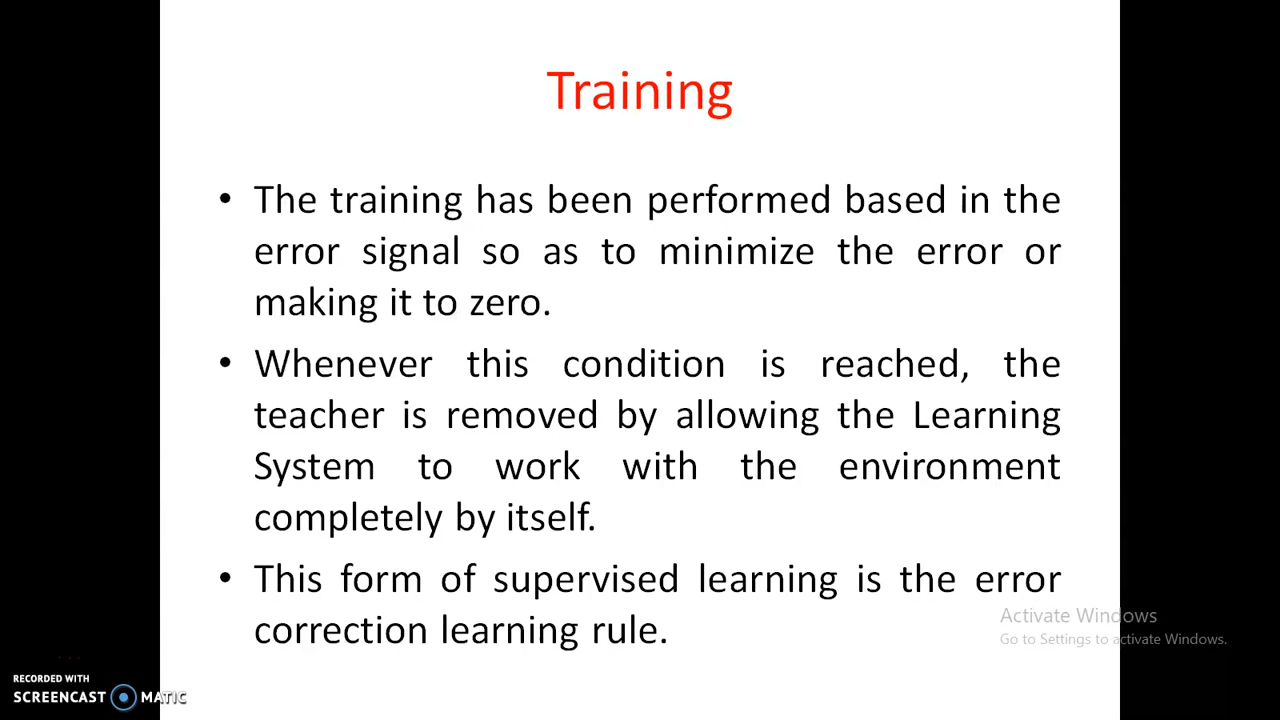 Training
• The training has been performed based in the
error signal so as to minimize the error or
making it to zero.
• Whenever this condition is reached, the
teacher is removed by allowing the Learning
System to work with the environment
completely by itself.
• This form of supervised learning is the error
correction learning rule.
Activate Windows
Go to Settings to activate Windows.
RECORDED WITH
SCREENCAST MATIC